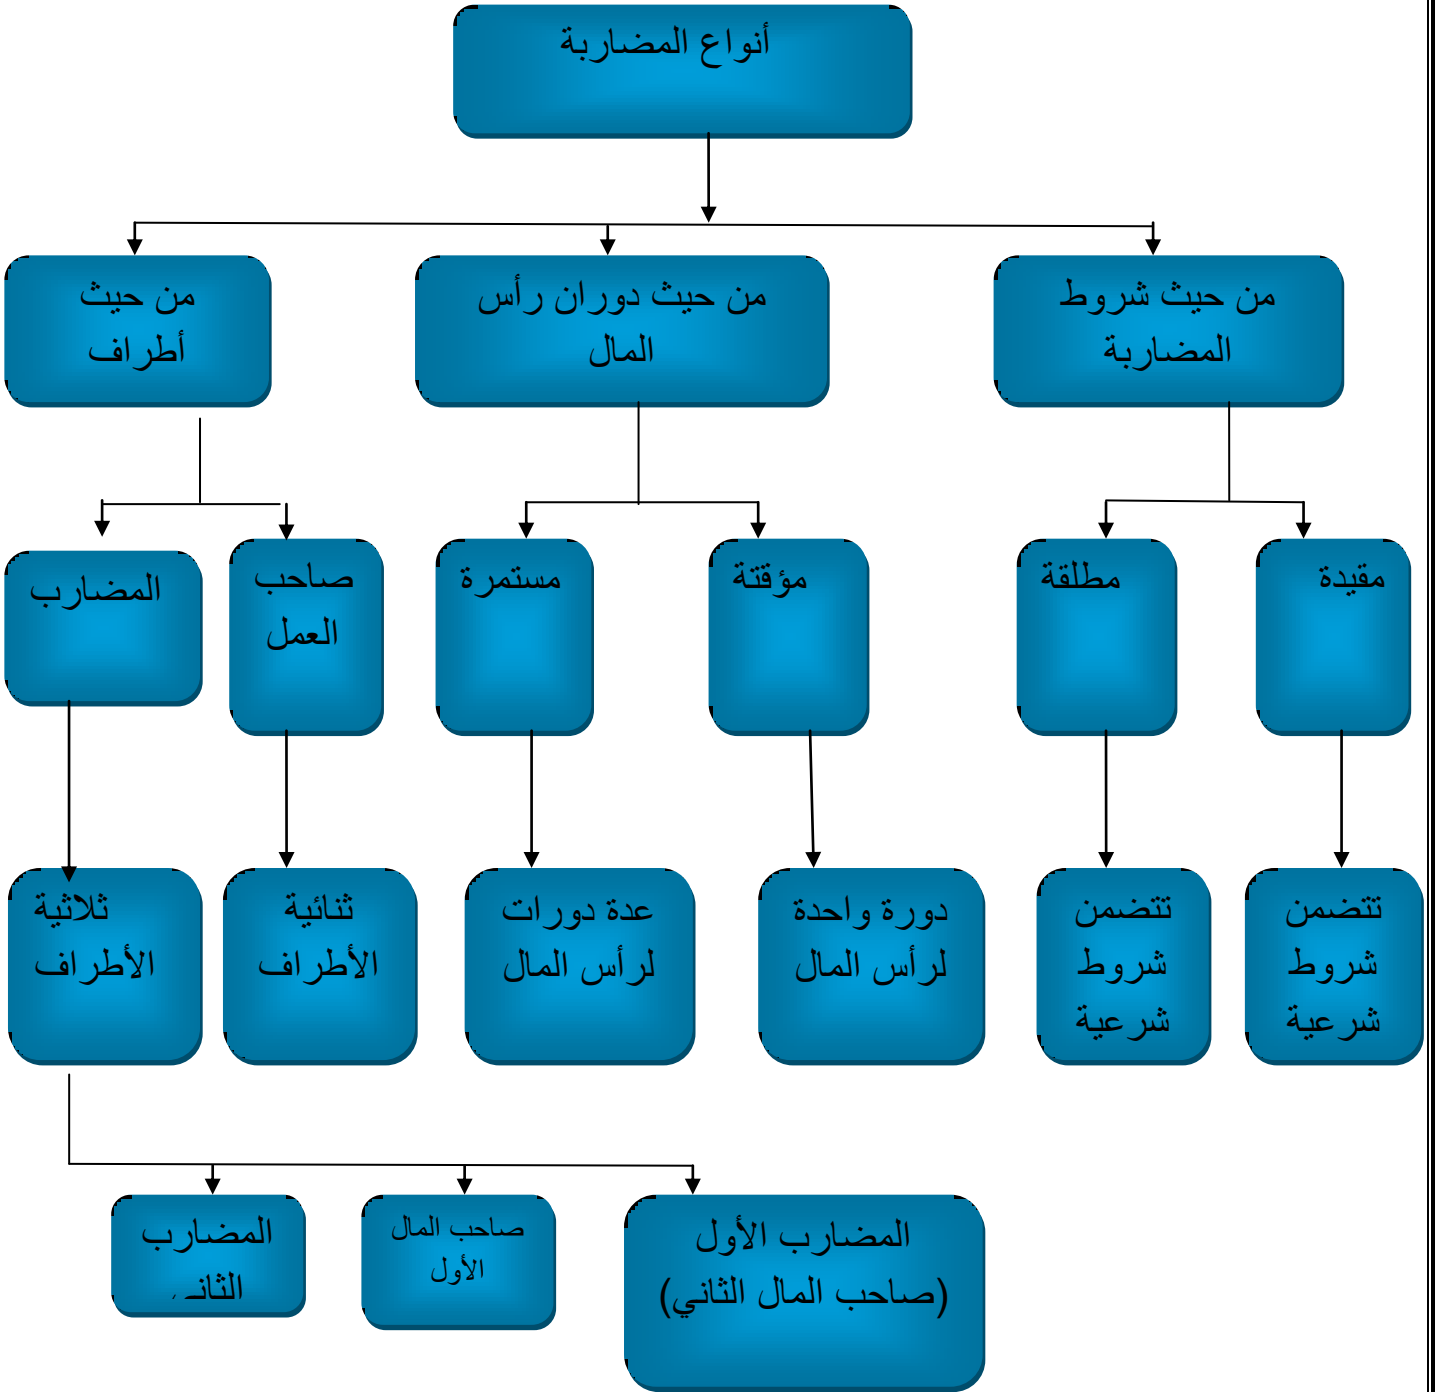 أنواع المضاربة
من حيث شروط
المضاربة
من حيث دوران رأس
المال
من حيث
أطراف
مقيدة
مطلقة
مؤقتة
مستمرة
صاحب
العمل
المضارب
تتضمن
شروط
شرعية
تتضمن
شروط
شرعية
دورة واحدة
لرأس المال
عدة دورات
لرأس المال
ثنائية
الأطراف
ثلاثية
الأطراف
المضارب الأول
(صاحب المال الثاني)
صاحب المال
الأول
المضارب
الثاني